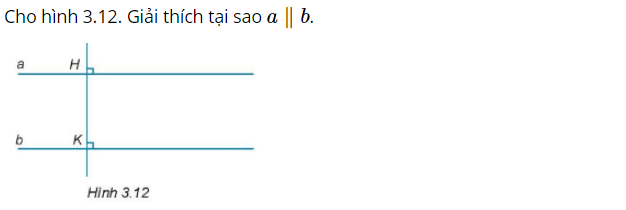 Cho hình 3.12. Giải thích tại sao a ∥ b.
a H
b K
Hình 3.12